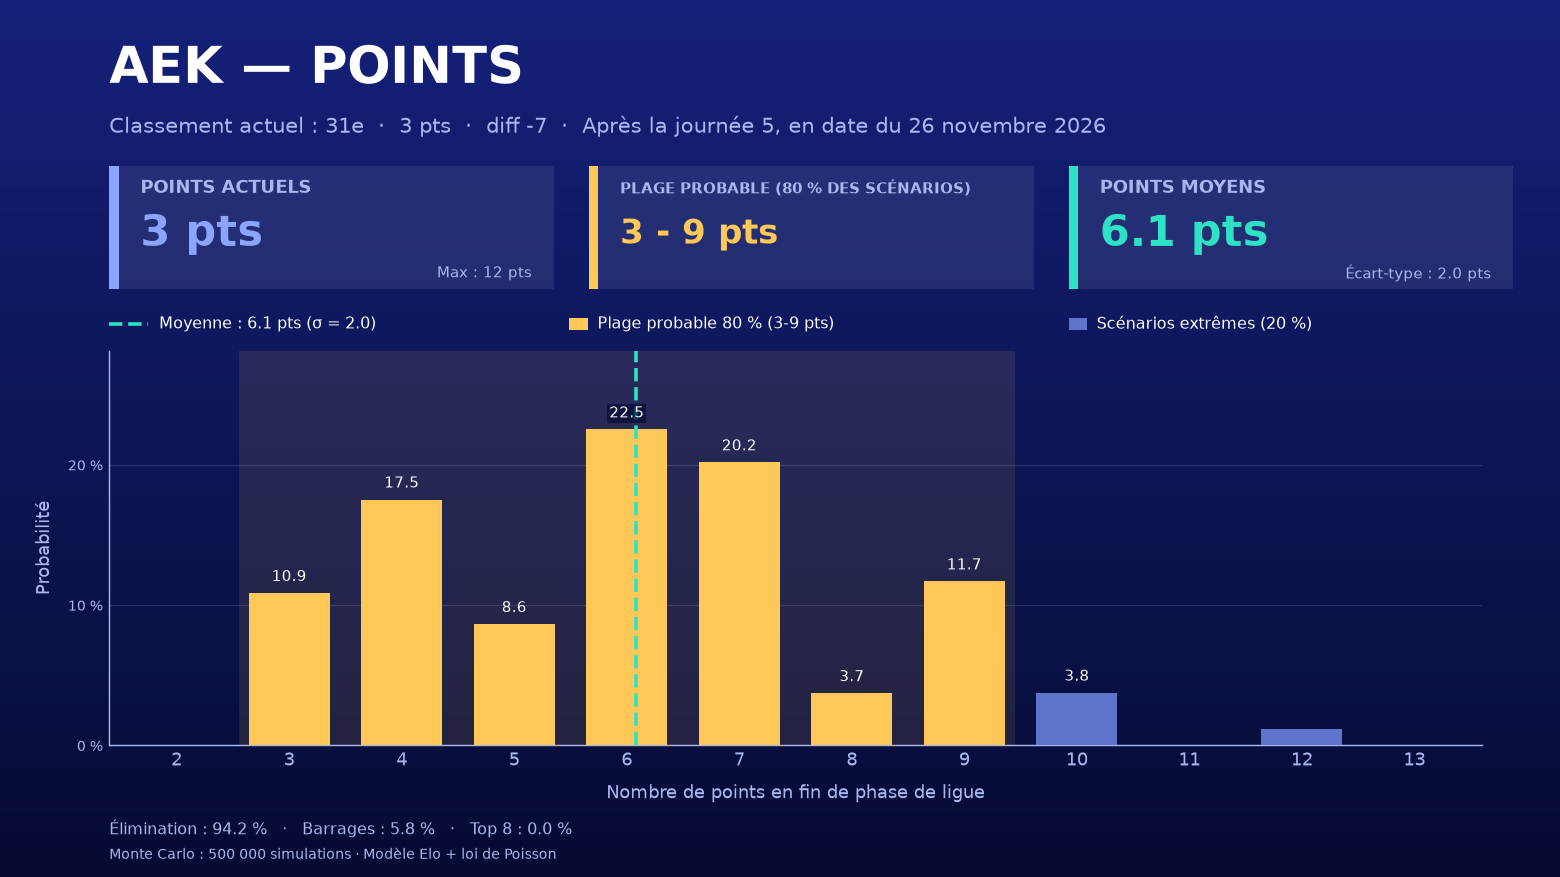 AEK — POINTS
Classement actuel : 31e · 3 pts · diff -7 · Après la journée 5, en date du 26 novembre 2026
POINTS ACTUELS
3 pts
Max : 12 pts
PLAGE PROBABLE (80 % DES SCÉNARIOS)
3 - 9 pts
POINTS MOYENS
6.1 pts
Écart-type : 2.0 pts
Moyenne : 6.1 pts (σ = 2.0)
Plage probable 80 % (3-9 pts)
Scénarios extrêmes (20 %)
Probabilité
20 %
10 %
0 %
10.9
17.5
8.6
22.5
20.2
3.7
11.7
3.8
2 3 4 5 6 7 8 9 10 11 12 13
Nombre de points en fin de phase de ligue
Élimination : 94.2 % · Barrages : 5.8 % · Top 8 : 0.0 %
Monte Carlo : 500 000 simulations · Modèle Elo + loi de Poisson